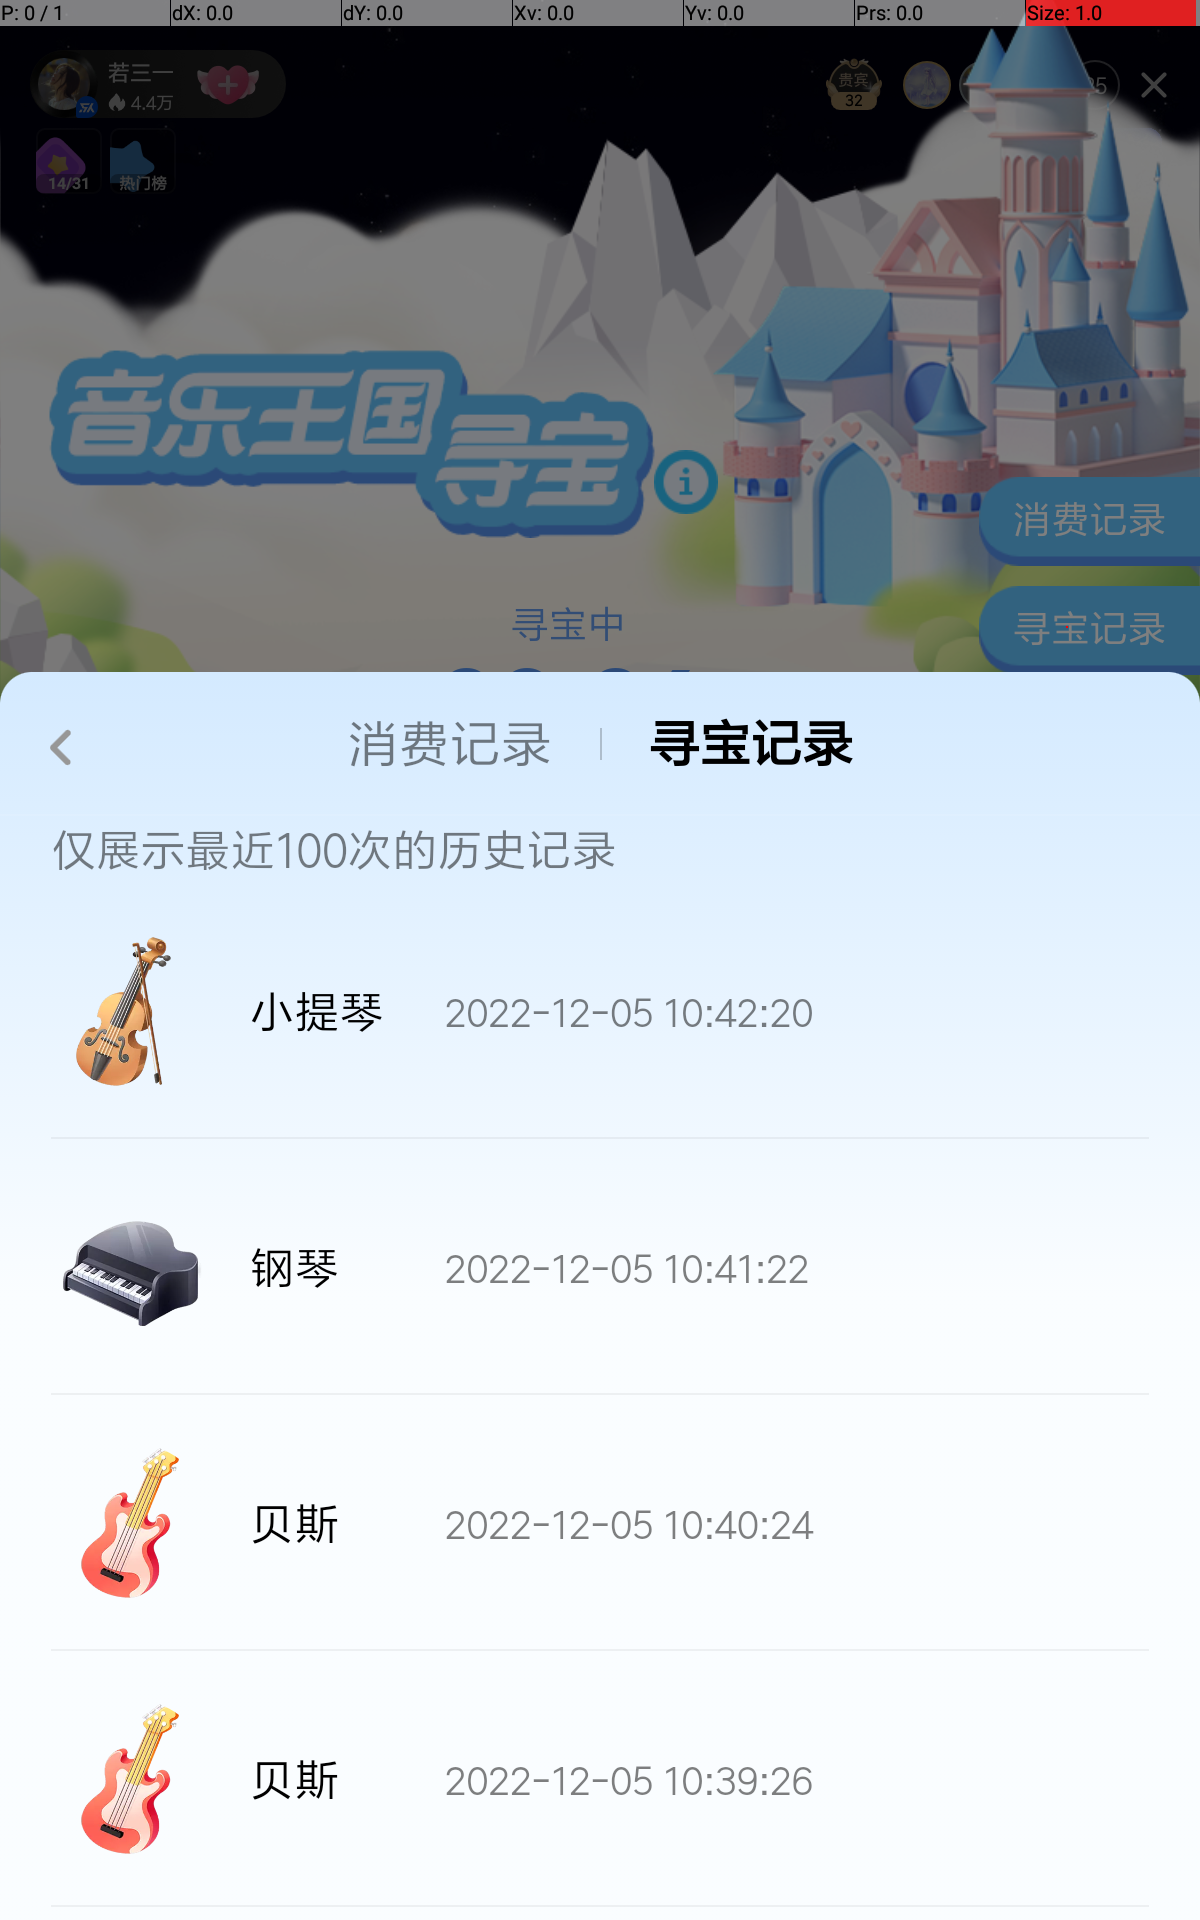 P: 0 / 1 dX: 0.0 dY: 0.0 Xv: 0.0 Yv: 0.0 Prs: 0.0 Size: 1.0
若三一
4.4万
贵宾
32
14/31
热门榜
音乐王国
寻宝
消费记录
寻宝中
寻宝记录
消费记录 寻宝记录
仅展示最近100次的历史记录
小提琴 2022-12-05 10:42:20
钢琴 2022-12-05 10:41:22
贝斯 2022-12-05 10:40:24
贝斯 2022-12-05 10:39:26